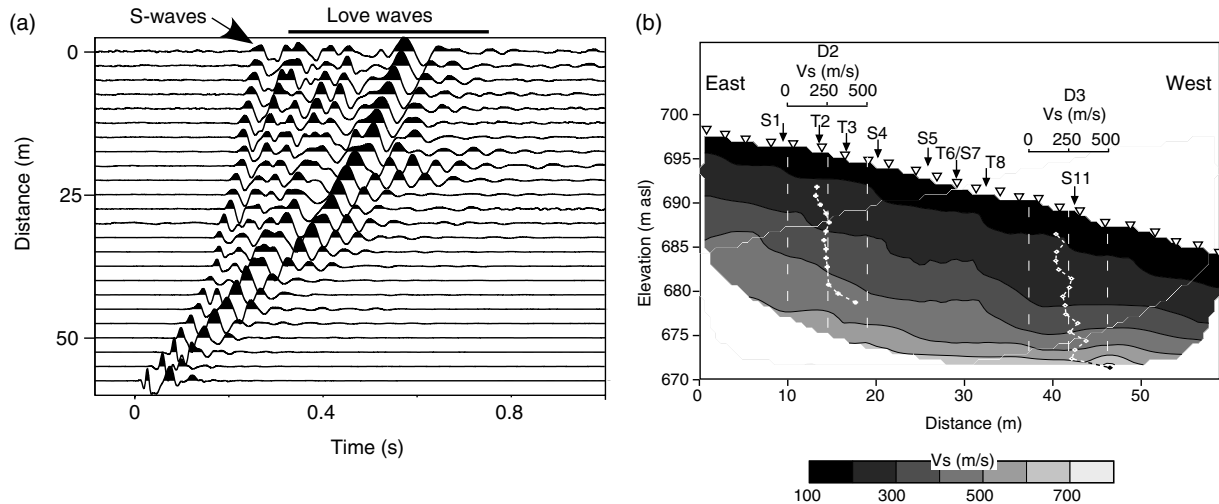 (a)
S-waves
Love waves
0
25
50
Distance (m)
0
0.4
0.8
Time (s)
(b)
East
West
D2
Vs (m/s)
0 250 500
D3
Vs (m/s)
0 250 500
S1
T2
T3
S4
S5
T6/S7
T8
S11
700
695
690
685
680
675
670
Elevation (m asl)
0 10 20 30 40 50
Distance (m)
Vs (m/s)
100 300 500 700